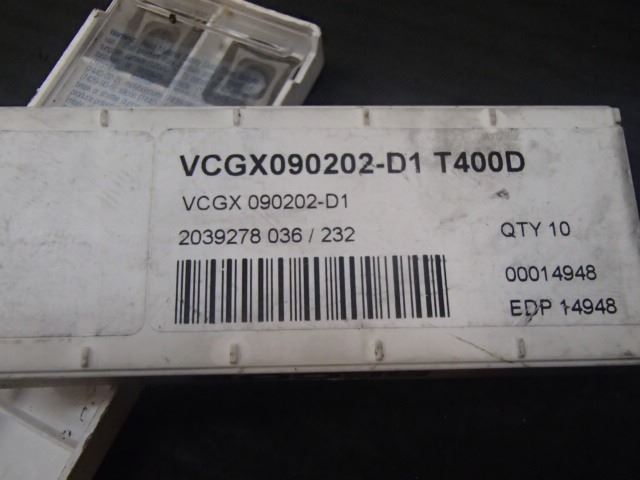 VCGX090202-D1 T400D
VCGX 090202-D1
2039278 036 / 232
QTY 10
00014948
EDP 14948